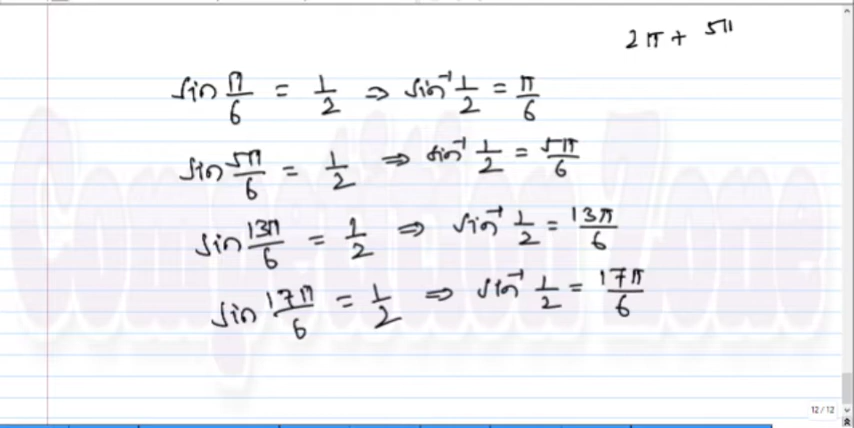 2π + 5π
sin π/6 = 1/2 ⇒ sin⁻¹ 1/2 = π/6
sin 5π/6 = 1/2 ⇒ sin⁻¹ 1/2 = 5π/6
sin 13π/6 = 1/2 ⇒ sin⁻¹ 1/2 = 13π/6
sin 17π/6 = 1/2 ⇒ sin⁻¹ 1/2 = 17π/6
Competition Zone
12/12